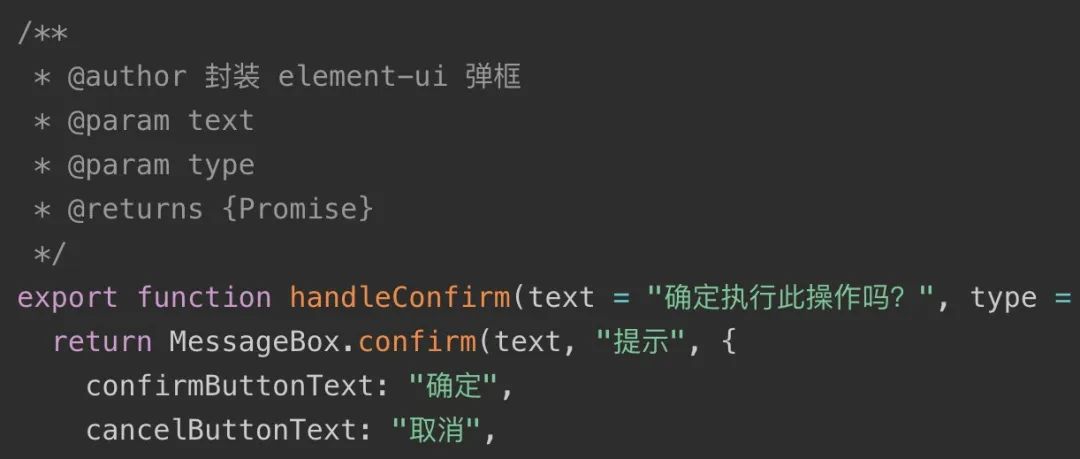 /**
 * @author 封装 element-ui 弹框
 * @param text
 * @param type
 * @returns {Promise}
 */
export function handleConfirm(text = "确定执行此操作吗？", type =
  return MessageBox.confirm(text, "提示", {
    confirmButtonText: "确定",
    cancelButtonText: "取消",